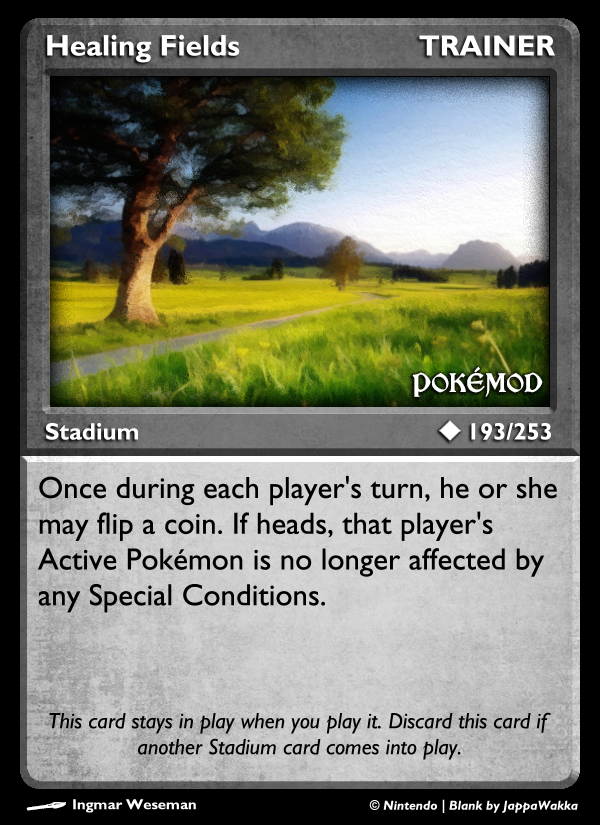 Healing Fields TRAINER
POKÉMOD
Stadium ◆ 193/253
Once during each player's turn, he or she
may flip a coin. If heads, that player's
Active Pokémon is no longer affected by
any Special Conditions.
This card stays in play when you play it. Discard this card if
another Stadium card comes into play.
Ingmar Weseman © Nintendo | Blank by JappaWakka